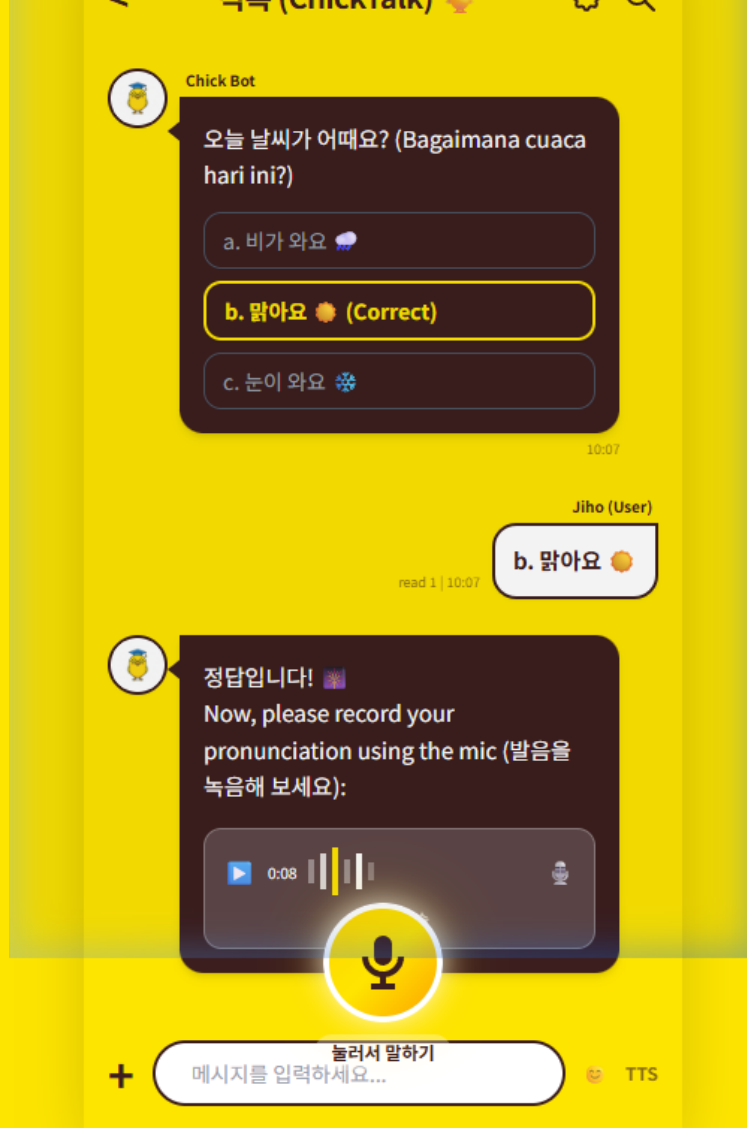 (ChickTalk)
Chick Bot
오늘 날씨가 어때요? (Bagaimana cuaca
hari ini?)
a. 비가 와요
b. 맑아요 (Correct)
c. 눈이 와요
10:07
Jiho (User)
b. 맑아요
read 1 | 10:07
정답입니다!
Now, please record your
pronunciation using the mic (발음을
녹음해 보세요):
0:08
눌러서 말하기
메시지를 입력하세요...
TTS